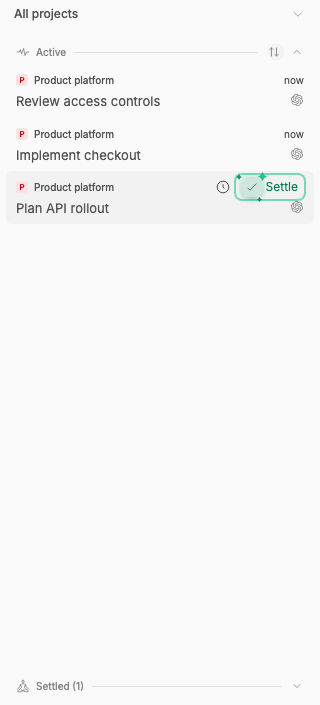 All projects
Active
P Product platform now
Review access controls
P Product platform now
Implement checkout
P Product platform Settle
Plan API rollout
Settled (1)